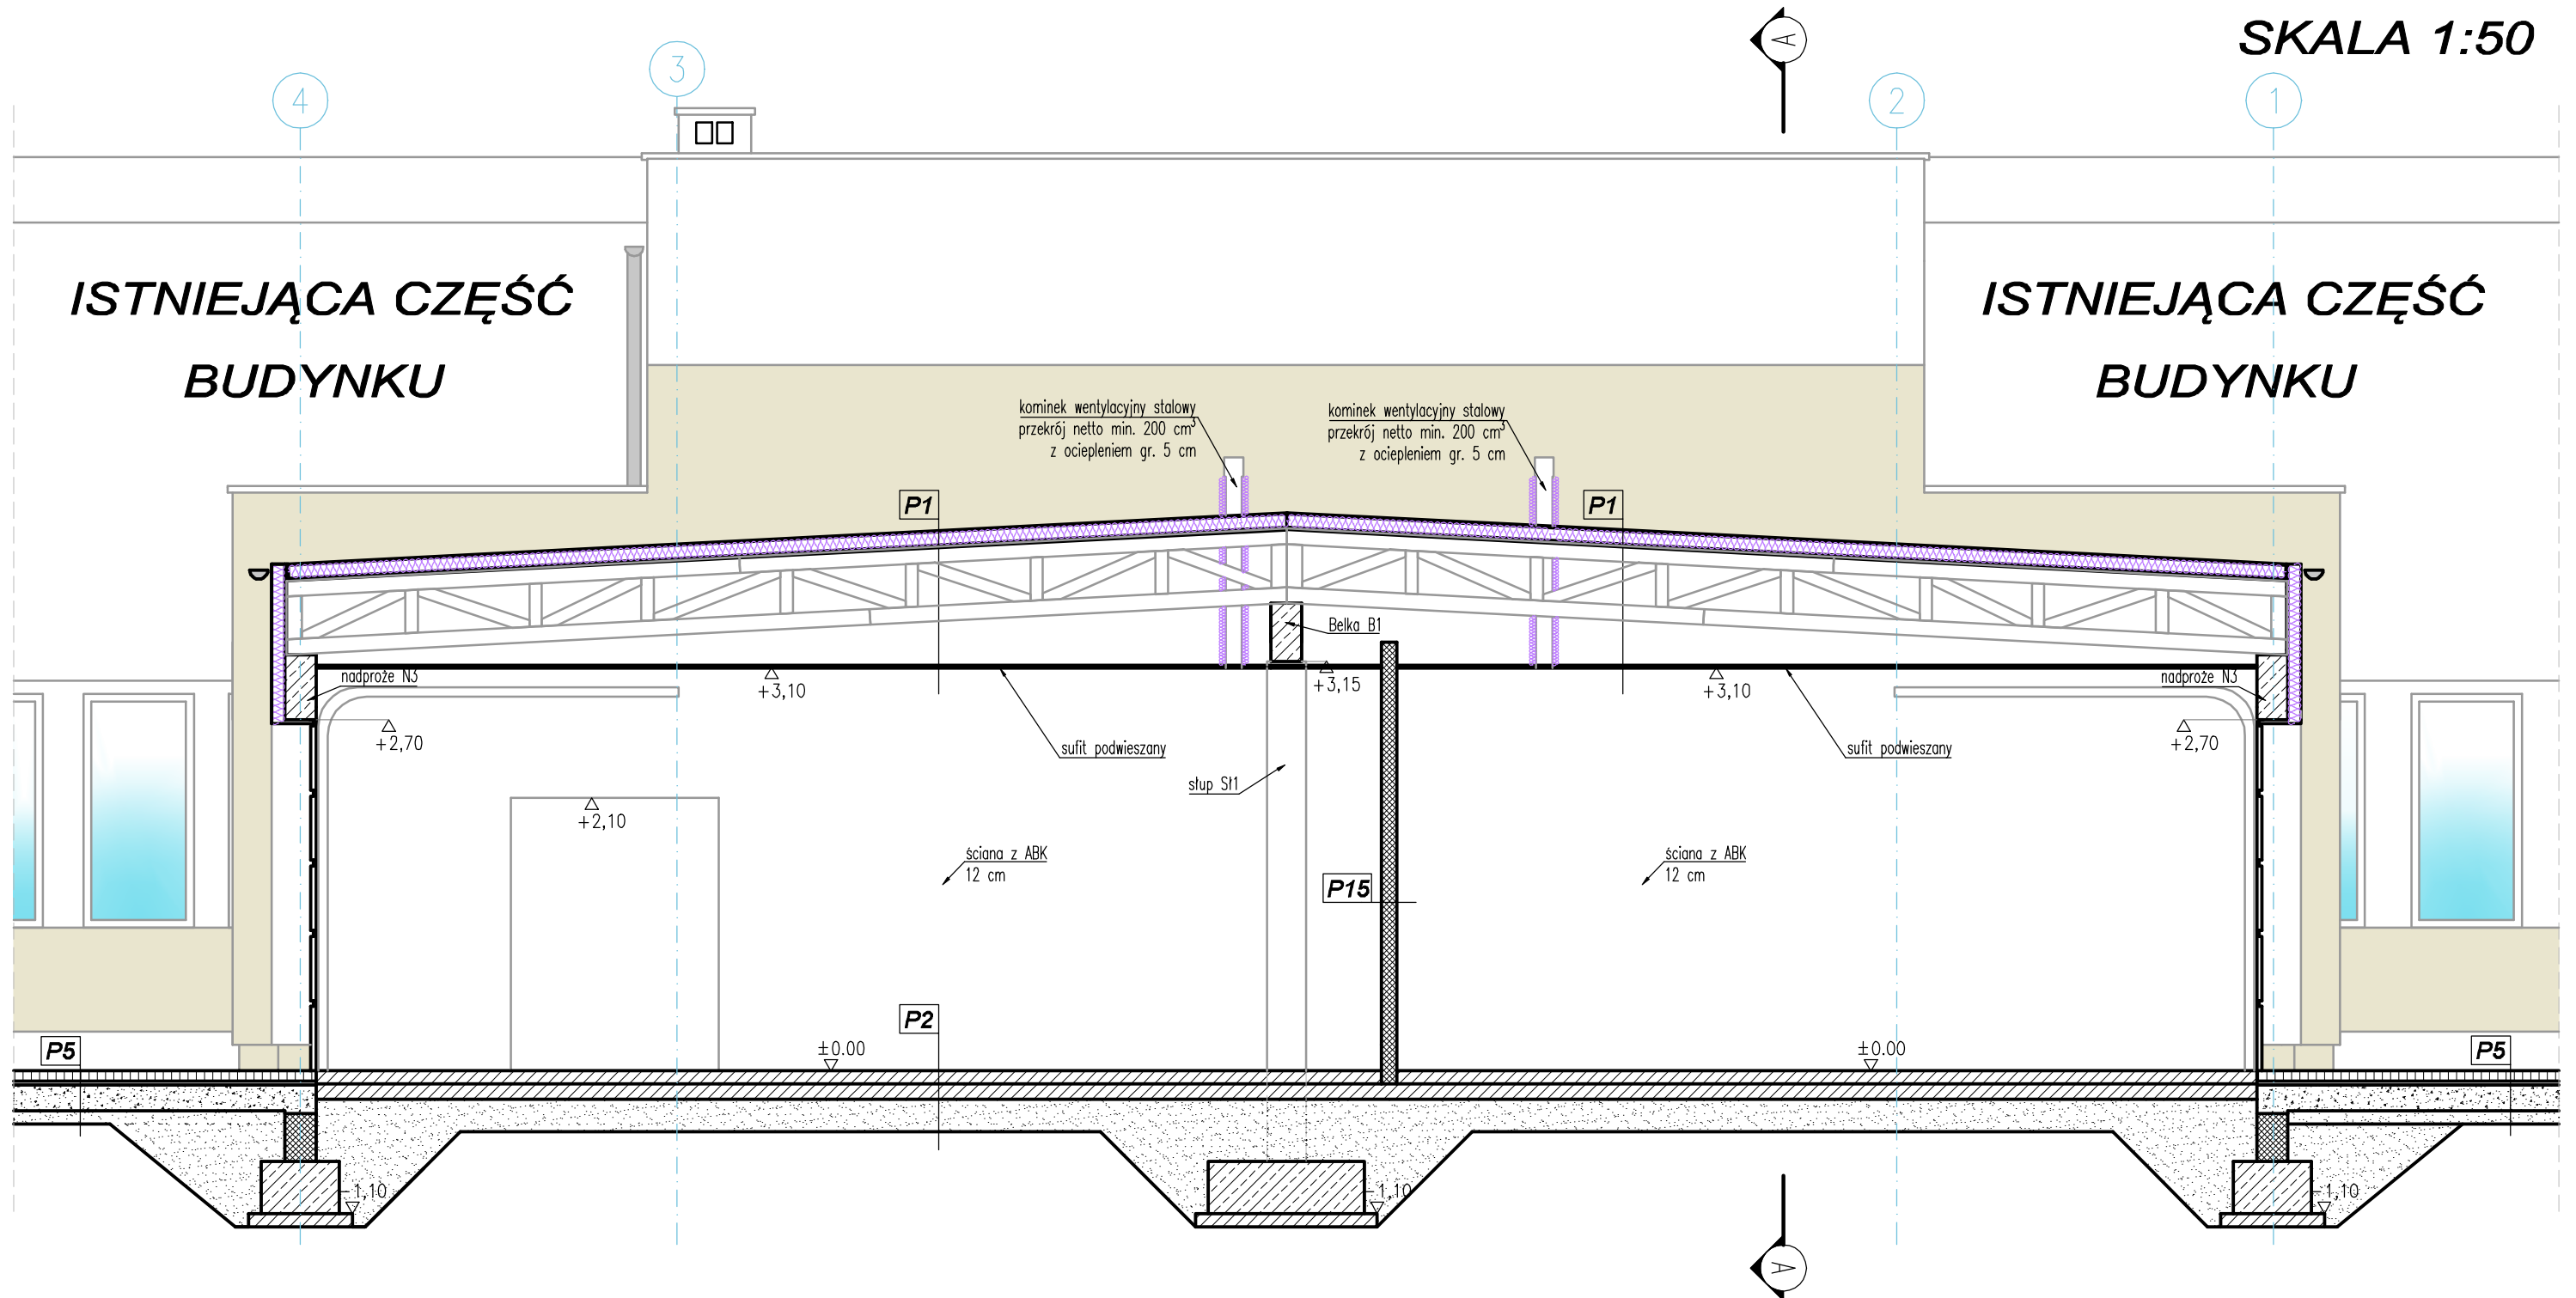 A
SKALA 1:50
4
3
2
1
ISTNIEJĄCA CZĘŚĆ
BUDYNKU
ISTNIEJĄCA CZĘŚĆ
BUDYNKU
kominek wentylacyjny stalowy
przekrój netto min. 200 cm³
z ociepleniem gr. 5 cm
kominek wentylacyjny stalowy
przekrój netto min. 200 cm³
z ociepleniem gr. 5 cm
P1
P1
Belka B1
nadproże N3
+3,10
+3,15
+3,10
nadproże N3
+2,70
sufit podwieszany
sufit podwieszany
+2,70
słup Sł1
+2,10
ściana z ABK
12 cm
ściana z ABK
12 cm
P15
P2
P5
±0.00
±0.00
P5
-1,10
-1,10
-1,10
A